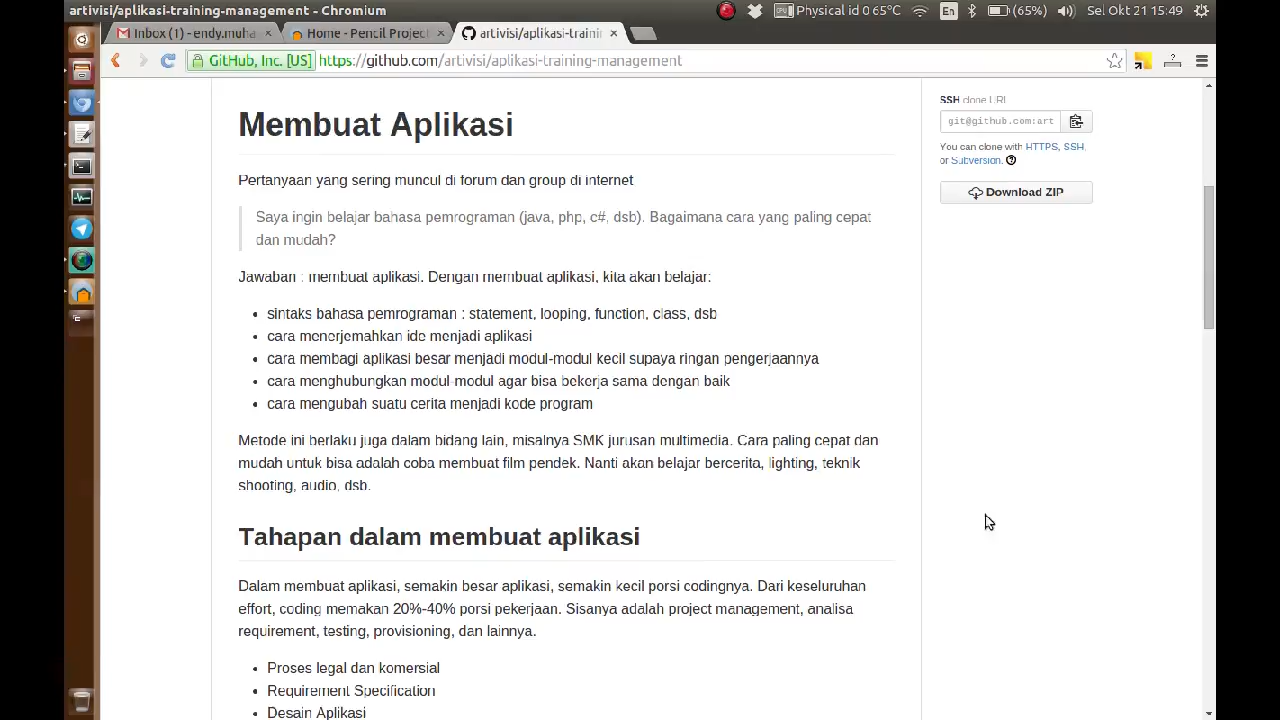 artivisi/aplikasi-training-management - Chromium
Physical id 0 65°C
En
(65%)
Sel Okt 21 15:49
Inbox (1) - endy.muha ×
Home - Pencil Project ×
artivisi/aplikasi-trainin ×
GitHub, Inc. [US] https://github.com/artivisi/aplikasi-training-management
Membuat Aplikasi
Pertanyaan yang sering muncul di forum dan group di internet
Saya ingin belajar bahasa pemrograman (java, php, c#, dsb). Bagaimana cara yang paling cepat
dan mudah?
Jawaban : membuat aplikasi. Dengan membuat aplikasi, kita akan belajar:
• sintaks bahasa pemrograman : statement, looping, function, class, dsb
• cara menerjemahkan ide menjadi aplikasi
• cara membagi aplikasi besar menjadi modul-modul kecil supaya ringan pengerjaannya
• cara menghubungkan modul-modul agar bisa bekerja sama dengan baik
• cara mengubah suatu cerita menjadi kode program
Metode ini berlaku juga dalam bidang lain, misalnya SMK jurusan multimedia. Cara paling cepat dan
mudah untuk bisa adalah coba membuat film pendek. Nanti akan belajar bercerita, lighting, teknik
shooting, audio, dsb.
Tahapan dalam membuat aplikasi
Dalam membuat aplikasi, semakin besar aplikasi, semakin kecil porsi codingnya. Dari keseluruhan
effort, coding memakan 20%-40% porsi pekerjaan. Sisanya adalah project management, analisa
requirement, testing, provisioning, dan lainnya.
• Proses legal dan komersial
• Requirement Specification
• Desain Aplikasi
SSH clone URL
git@github.com:art
You can clone with HTTPS, SSH,
or Subversion.
Download ZIP